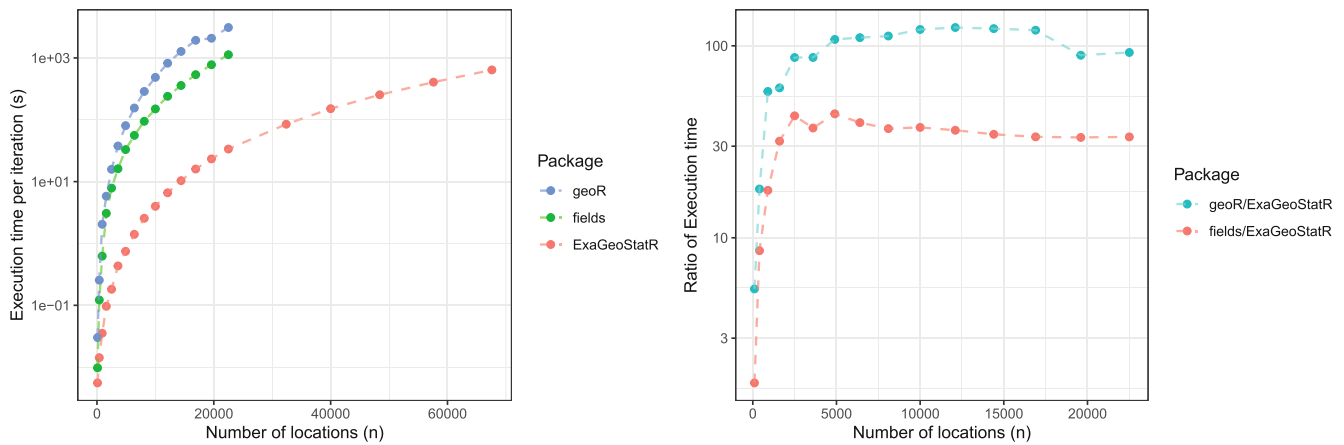 Execution time per iteration (s)
1e+03
1e+01
1e−01
0
20000
40000
60000
Number of locations (n)
Package
geoR
fields
ExaGeoStatR
Ratio of Execution time
100
30
10
3
0
5000
10000
15000
20000
Number of locations (n)
Package
geoR/ExaGeoStatR
fields/ExaGeoStatR